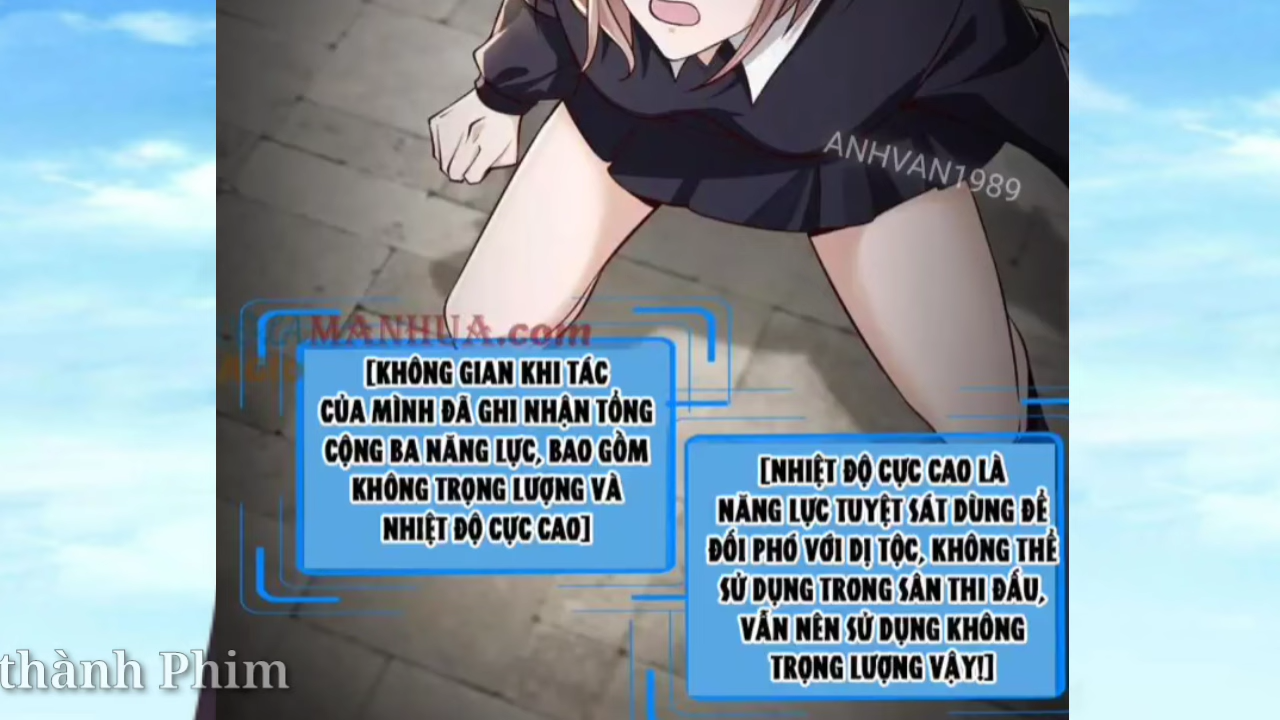 ANHVAN1989
MANHUA.com
[KHÔNG GIAN KHI TÁC
CỦA MÌNH ĐÃ GHI NHẬN TỔNG
CỘNG BA NĂNG LỰC, BAO GỒM
KHÔNG TRỌNG LƯỢNG VÀ
NHIỆT ĐỘ CỰC CAO]
[NHIỆT ĐỘ CỰC CAO LÀ
NĂNG LỰC TUYỆT SÁT DÙNG ĐỂ
ĐỐI PHÓ VỚI DỊ TỘC, KHÔNG THỂ
SỬ DỤNG TRONG SÂN THI ĐẤU,
VẪN NÊN SỬ DỤNG KHÔNG
TRỌNG LƯỢNG VẬY!]
thành Phim